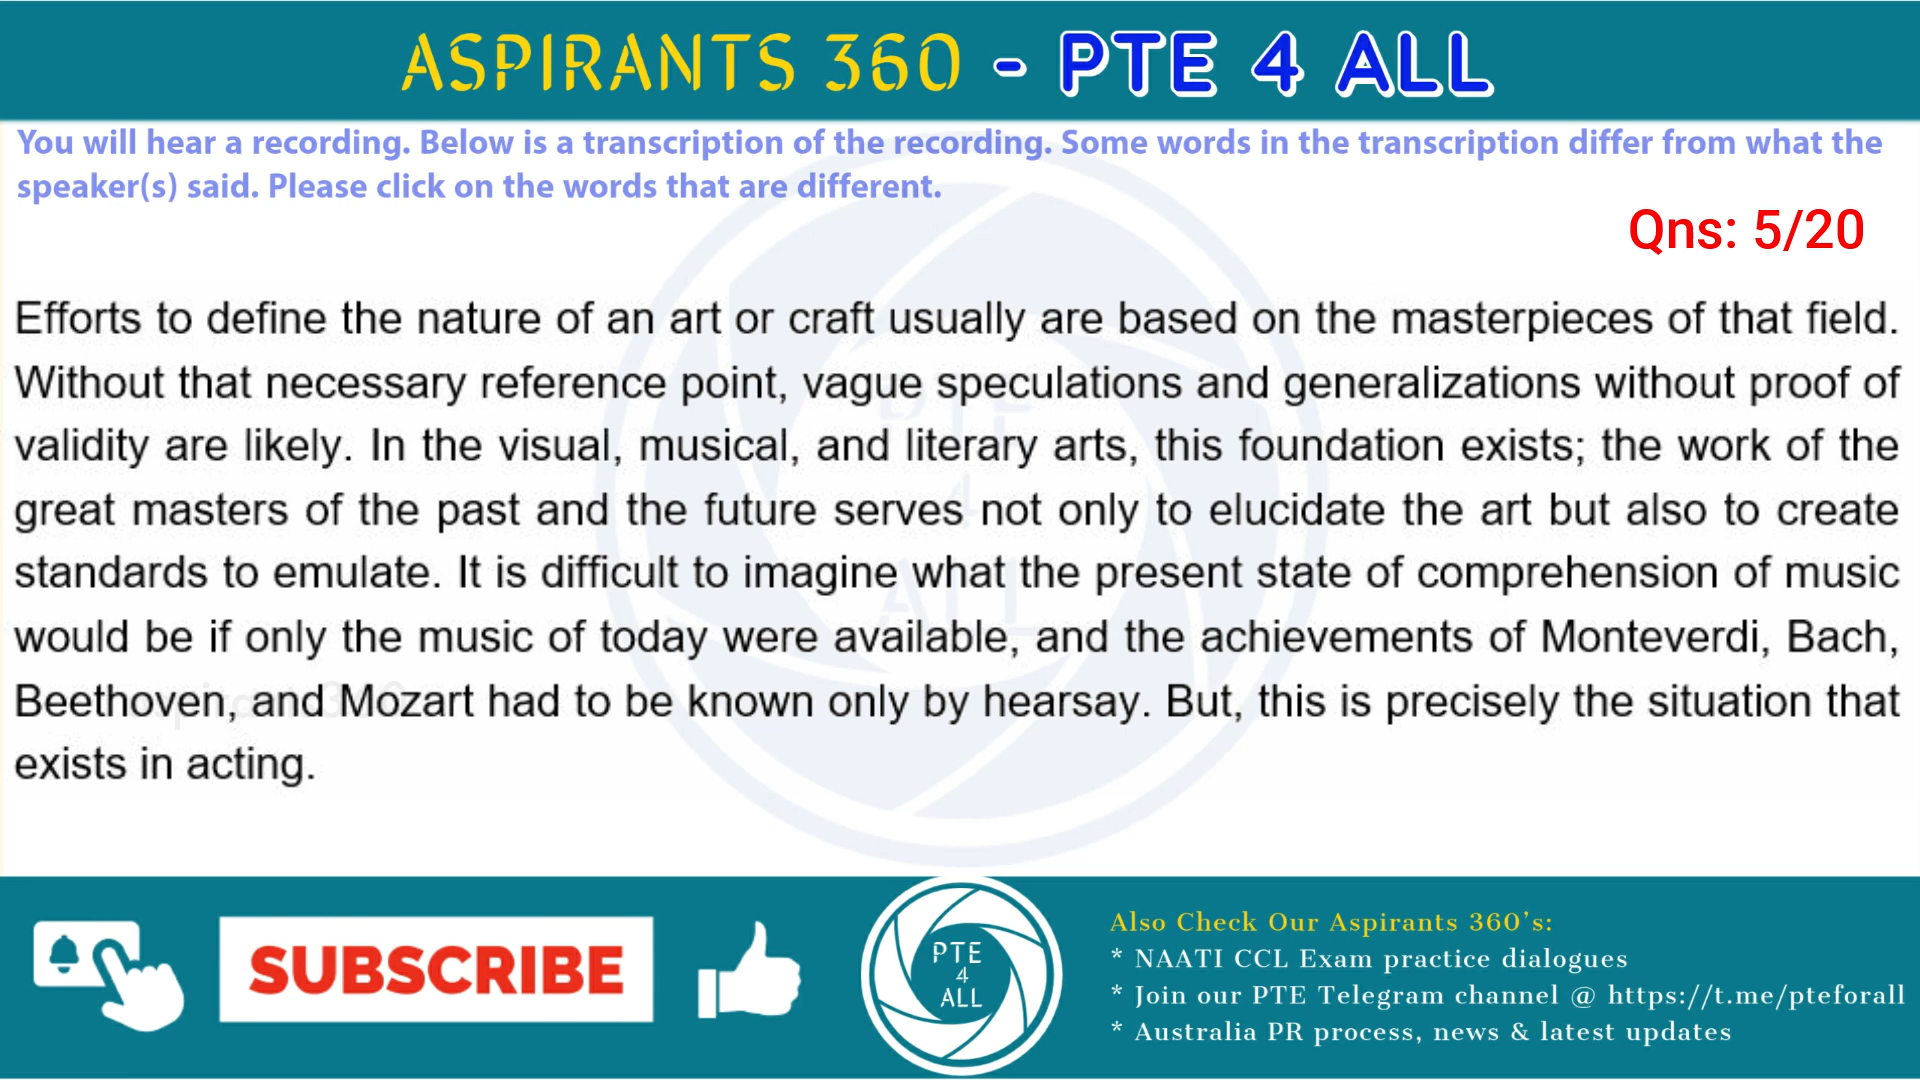 ASPIRANTS 360 - PTE 4 ALL
You will hear a recording. Below is a transcription of the recording. Some words in the transcription differ from what the
speaker(s) said. Please click on the words that are different.
Qns: 5/20
Efforts to define the nature of an art or craft usually are based on the masterpieces of that field.
Without that necessary reference point, vague speculations and generalizations without proof of
validity are likely. In the visual, musical, and literary arts, this foundation exists; the work of the
great masters of the past and the future serves not only to elucidate the art but also to create
standards to emulate. It is difficult to imagine what the present state of comprehension of music
would be if only the music of today were available, and the achievements of Monteverdi, Bach,
Beethoven, and Mozart had to be known only by hearsay. But, this is precisely the situation that
exists in acting.
PTE
4
ALL
SUBSCRIBE
PTE
4
ALL
Also Check Our Aspirants 360's:
* NAATI CCL Exam practice dialogues
* Join our PTE Telegram channel @ https://t.me/pteforall
* Australia PR process, news & latest updates